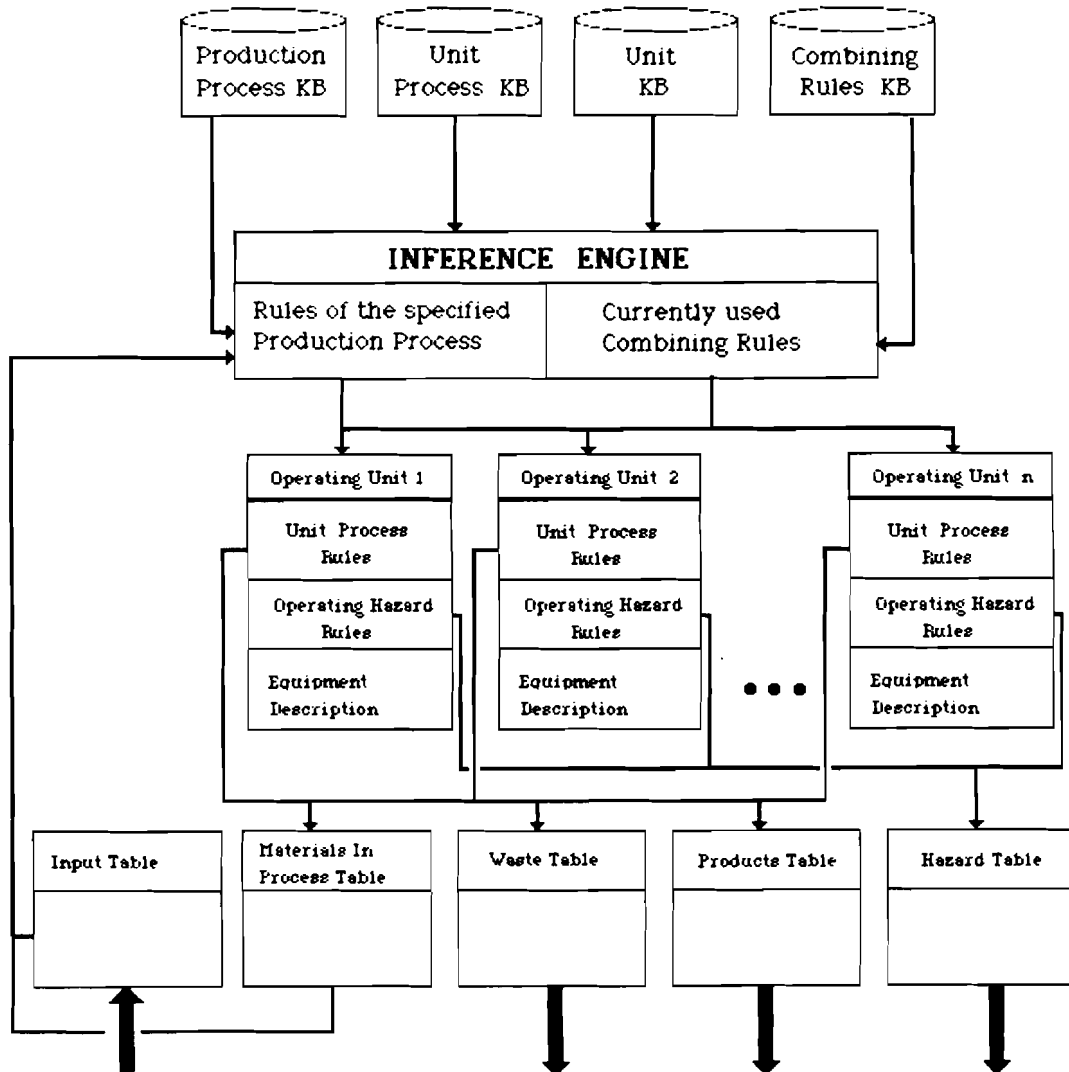 Production
Process KB
Unit
Process KB
Unit
KB
Combining
Rules KB
INFERENCE ENGINE
Rules of the specified
Production Process
Currently used
Combining Rules
Operating Unit 1
Unit Process
Rules
Operating Hazard
Rules
Equipment
Description
Operating Unit 2
Unit Process
Rules
Operating Hazard
Rules
Equipment
Description
Operating Unit n
Unit Process
Rules
Operating Hazard
Rules
Equipment
Description
Input Table
Materials In
Process Table
Waste Table
Products Table
Hazard Table